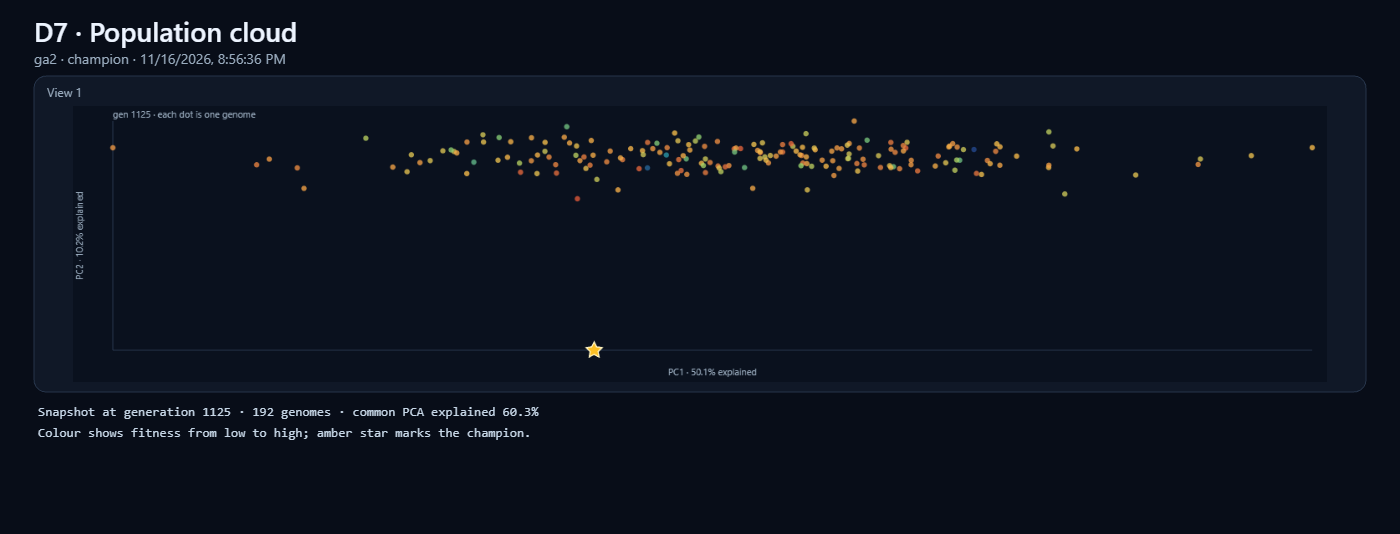 D7 · Population cloud
ga2 · champion · 11/16/2026, 8:56:36 PM
View 1
gen 1125 · each dot is one genome
PC2 · 10.2% explained
PC1 · 50.1% explained
Snapshot at generation 1125 · 192 genomes · common PCA explained 60.3%
Colour shows fitness from low to high; amber star marks the champion.